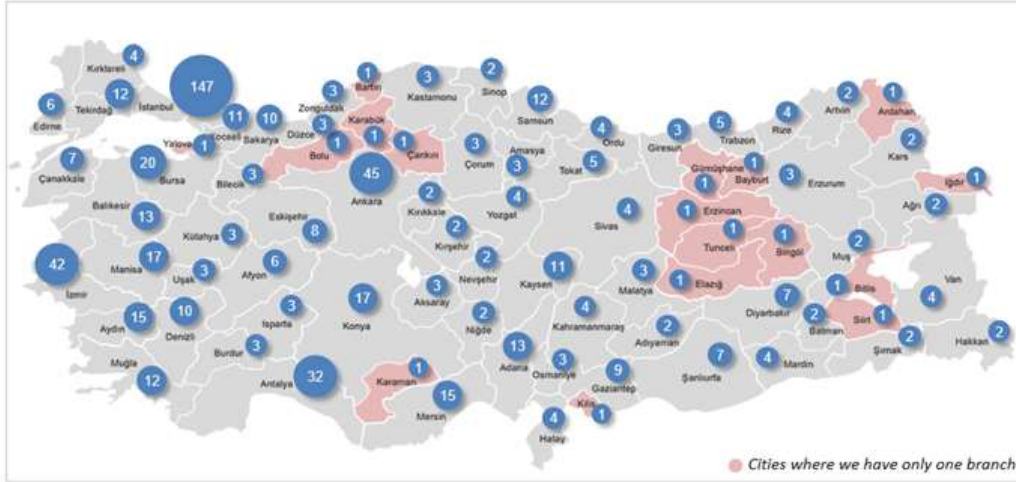 4
Kırklareli
147
6
12
Edirne
Tekirdağ
İstanbul
11
Kocaeli
10
Sakarya
1
Yalova
3
Zonguldak
1
Bartın
3
Kastamonu
2
Sinop
12
Samsun
3
Düzce
1
Karabük
1
Bolu
1
Çankırı
7
Çanakkale
20
Bursa
3
Bilecik
45
Ankara
3
Çorum
Amasya
3
5
Tokat
4
Ordu
3
Giresun
5
Trabzon
4
Rize
2
Artvin
1
Ardahan
2
Kars
1
Iğdır
Gümüşhane
1
1
Bayburt
3
Erzurum
2
Ağrı
Balıkesir
13
Eskişehir
8
Kütahya
3
2
Kırıkkale
4
Yozgat
2
Kırşehir
4
Sivas
1
Erzincan
1
Tunceli
1
Bingöl
2
Muş
42
İzmir
17
Manisa
3
Uşak
6
Afyon
17
Konya
3
Aksaray
2
Nevşehir
11
Kayseri
3
Malatya
1
Elazığ
7
Diyarbakır
1
Bitlis
4
Van
15
Aydın
10
Denizli
3
Isparta
3
Burdur
2
Niğde
4
Kahramanmaraş
2
Adıyaman
2
Batman
1
Siirt
2
Şırnak
2
Hakkari
Muğla
12
32
Antalya
1
Karaman
15
Mersin
13
Adana
3
Osmaniye
9
Gaziantep
7
Şanlıurfa
4
Mardin
1
Kilis
4
Hatay
Cities where we have only one branch